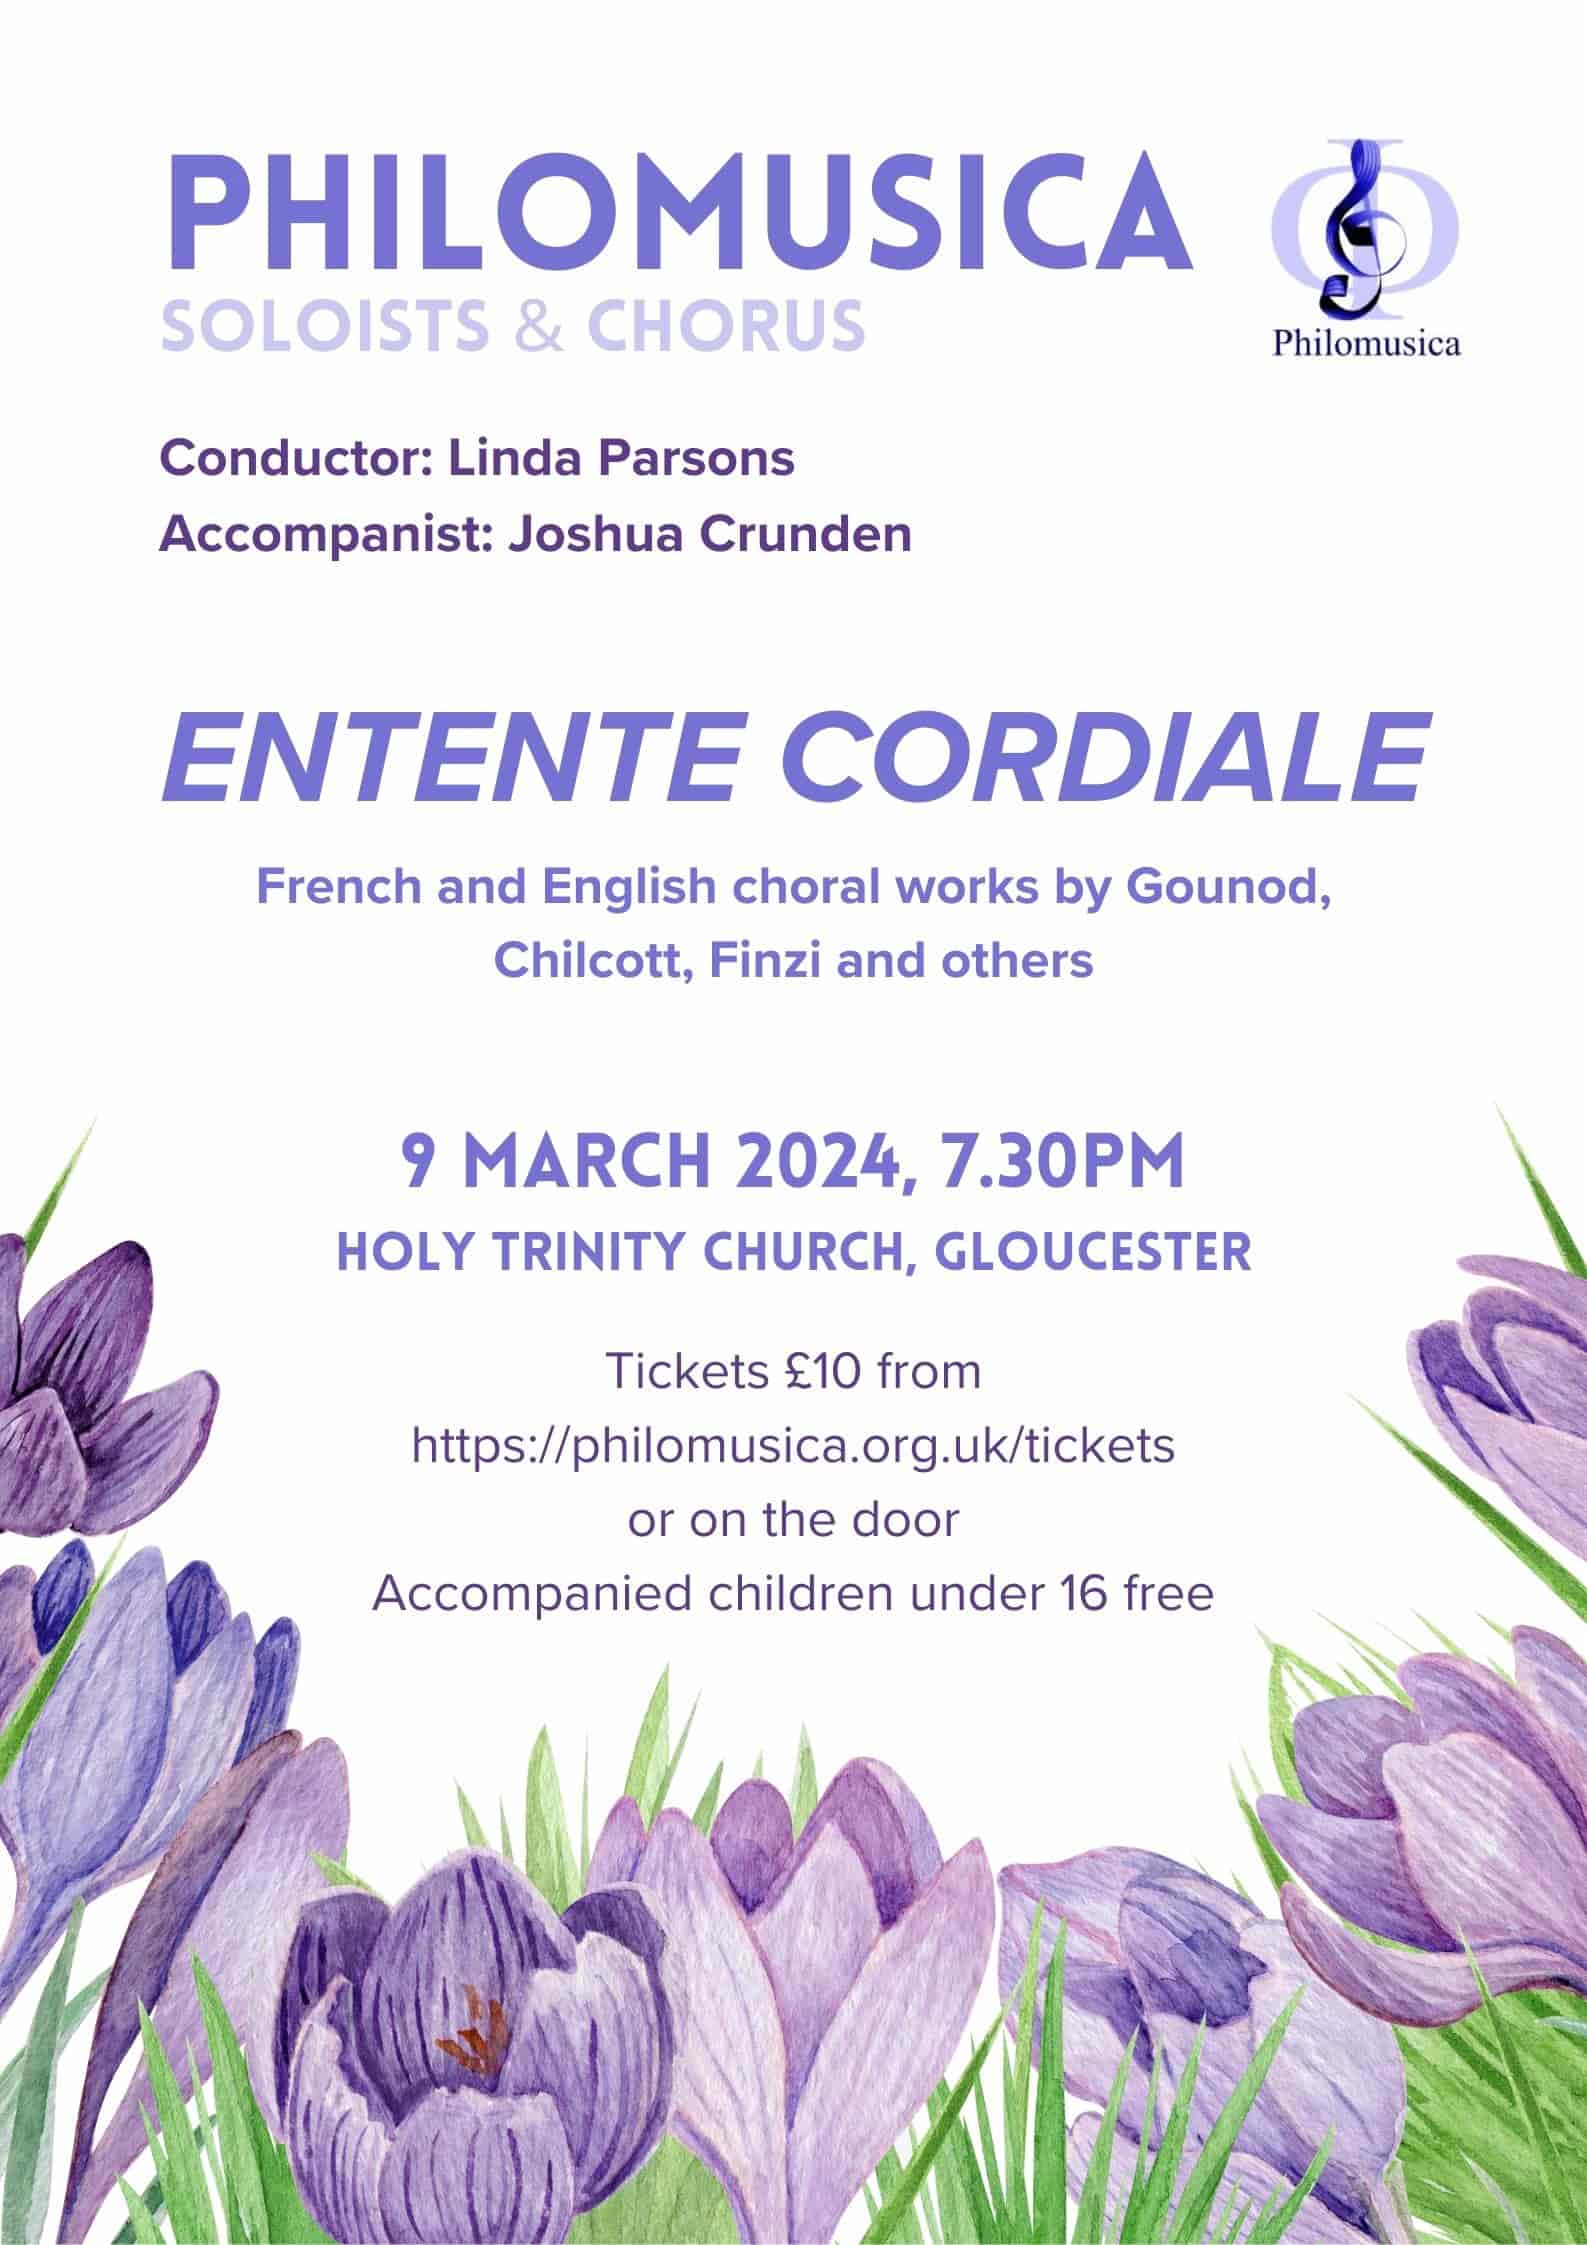 PHILOMUSICA
SOLOISTS & CHORUS
Philomusica
Conductor: Linda Parsons
Accompanist: Joshua Crunden
ENTENTE CORDIALE
French and English choral works by Gounod,
Chilcott, Finzi and others
9 MARCH 2024, 7.30PM
HOLY TRINITY CHURCH, GLOUCESTER
Tickets £10 from
https://philomusica.org.uk/tickets
or on the door
Accompanied children under 16 free